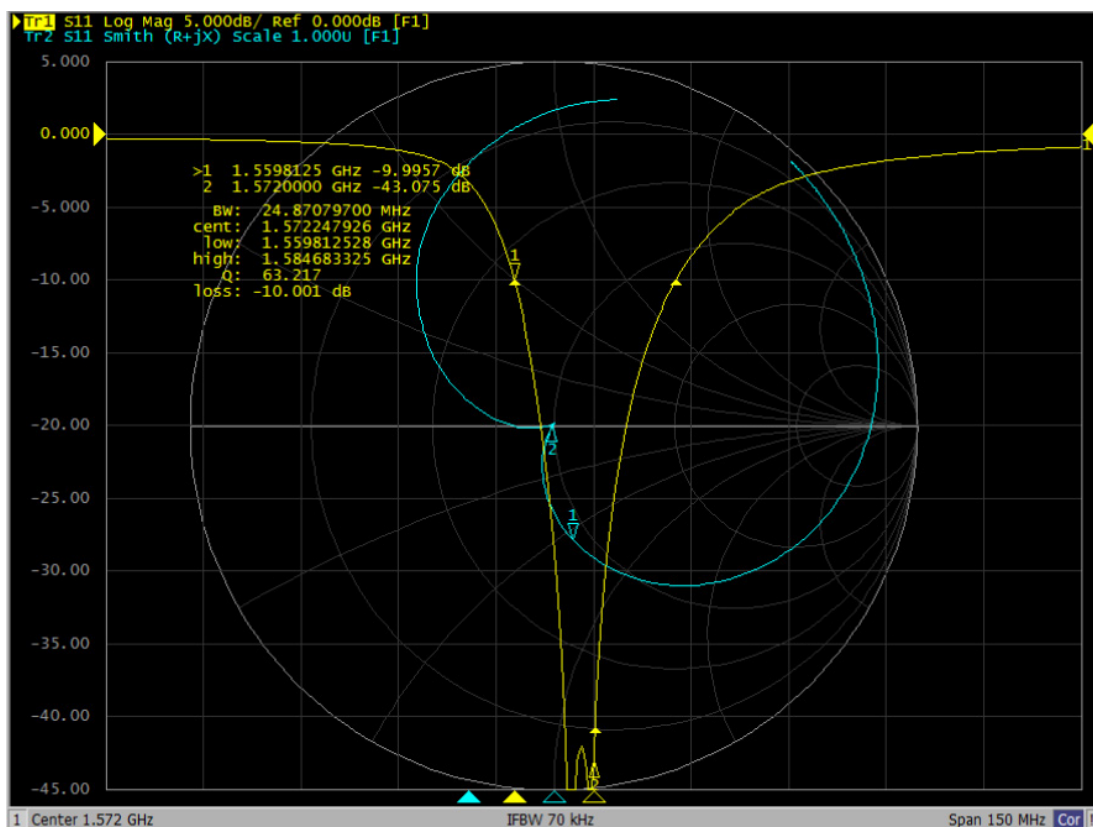 Tr1 S11 Log Mag 5.000dB/ Ref 0.000dB [F1]
Tr2 S11 Smith (R+jX) Scale 1.000U [F1]
5.000
0.000
-5.000
-10.00
-15.00
-20.00
-25.00
-30.00
-35.00
-40.00
-45.00
>1 1.5598125 GHz -9.9957 dB
2 1.5720000 GHz -43.075 dB
BW: 24.87079700 MHz
cent: 1.572247926 GHz
low: 1.559812528 GHz
high: 1.584683325 GHz
Q: 63.217
loss: -10.001 dB
1
1
2
1
2
1 Center 1.572 GHz IFBW 70 kHz Span 150 MHz Cor